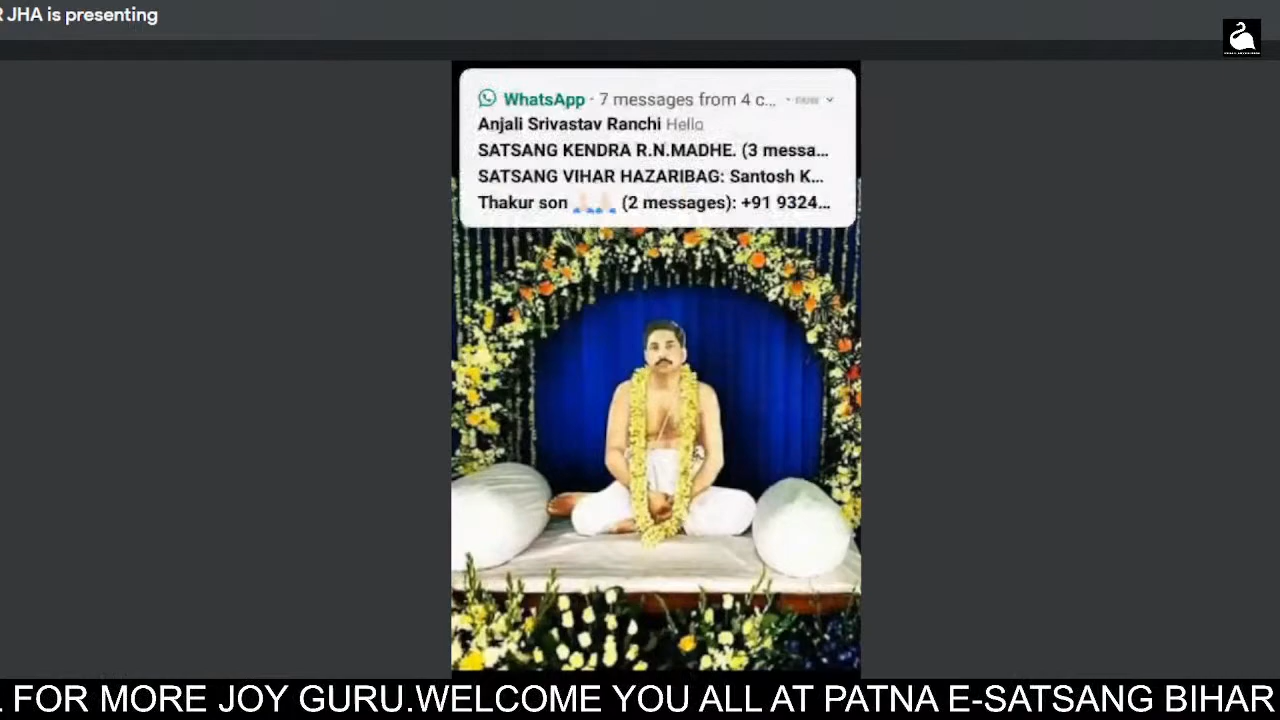 R JHA is presenting
WhatsApp · 7 messages from 4 c... · now
Anjali Srivastav Ranchi Hello
SATSANG KENDRA R.N.MADHE. (3 messa...
SATSANG VIHAR HAZARIBAG: Santosh K...
Thakur son 🙏🏻🙏🏻 (2 messages): +91 9324...
FOR MORE JOY GURU.WELCOME YOU ALL AT PATNA E-SATSANG BIHAR